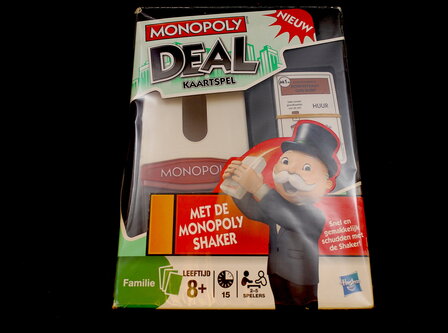 MONOPOLY
NIEUW
DEAL
KAARTSPEL
HUUR
MONOPOLY
MET DE
MONOPOLY
SHAKER
Snel en
gemakkelijk
schudden met
de Shaker!
Familie
LEEFTIJD
8+
15
2-5
SPELERS
Hasbro